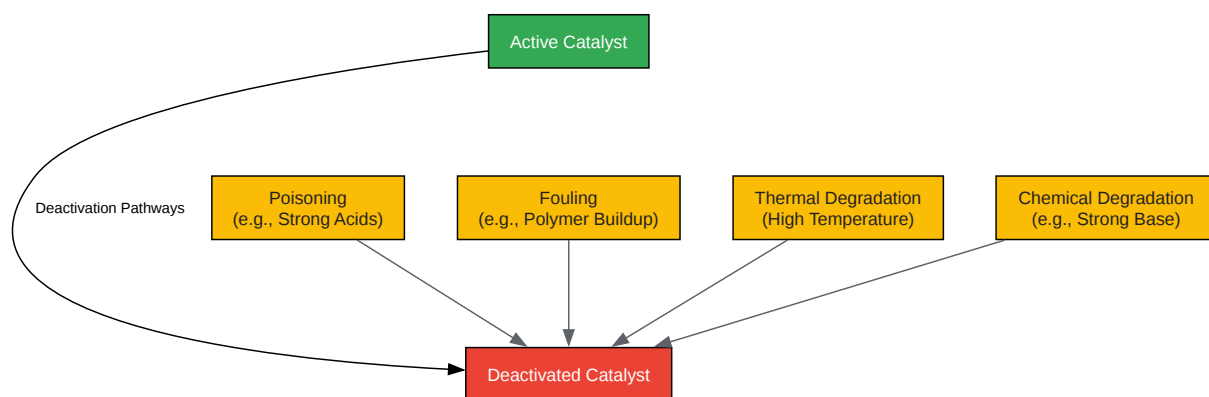 Active Catalyst
Deactivation Pathways
Poisoning
(e.g., Strong Acids)
Fouling
(e.g., Polymer Buildup)
Thermal Degradation
(High Temperature)
Chemical Degradation
(e.g., Strong Base)
Deactivated Catalyst